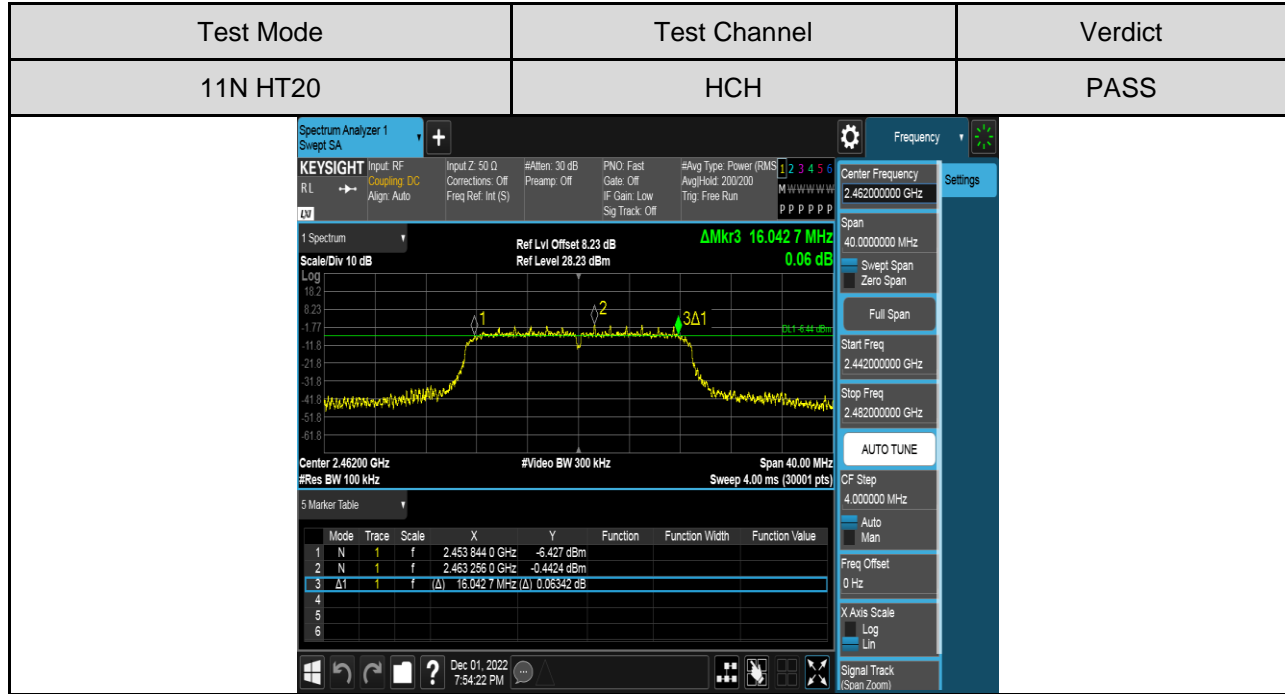 Test Mode Test Channel Verdict
11N HT20 HCH PASS
Spectrum Analyzer 1
Swept SA
+
Frequency
KEYSIGHT
RL
LXI
Input: RF
Coupling: DC
Align: Auto
Input Z: 50 Ω
Corrections: Off
Freq Ref: Int (S)
#Atten: 30 dB
Preamp: Off
PNO: Fast
Gate: Off
IF Gain: Low
Sig Track: Off
#Avg Type: Power (RMS
Avg|Hold: 200/200
Trig: Free Run
1 2 3 4 5 6
M W W W W W
P P P P P P
1 Spectrum
Scale/Div 10 dB
Ref Lvl Offset 8.23 dB
Ref Level 28.23 dBm
ΔMkr3 16.042 7 MHz
0.06 dB
Log
18.2
8.23
-1.77
-11.8
-21.8
-31.8
-41.8
-51.8
-61.8
1
2
3Δ1
DL1 -6.44 dBm
Center 2.46200 GHz
#Res BW 100 kHz
#Video BW 300 kHz
Span 40.00 MHz
Sweep 4.00 ms (30001 pts)
5 Marker Table
Mode Trace Scale X Y Function Function Width Function Value
1 N 1 f 2.453 844 0 GHz -6.427 dBm
2 N 1 f 2.463 256 0 GHz -0.4424 dBm
3 Δ1 1 f (Δ) 16.042 7 MHz (Δ) 0.06342 dB
4
5
6
Center Frequency
2.462000000 GHz
Settings
Span
40.0000000 MHz
Swept Span
Zero Span
Full Span
Start Freq
2.442000000 GHz
Stop Freq
2.482000000 GHz
AUTO TUNE
CF Step
4.000000 MHz
Auto
Man
Freq Offset
0 Hz
X Axis Scale
Log
Lin
Signal Track
(Span Zoom)
?
Dec 01, 2022
7:54:22 PM